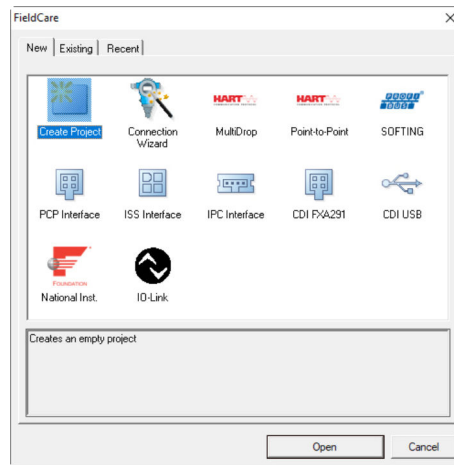 FieldCare
New Existing Recent
HART HART
Create Project Connection Wizard MultiDrop Point-to-Point SOFTING
PCP Interface ISS Interface IPC Interface CDI FXA291 CDI USB
FOUNDATION
National Inst. IO-Link
Creates an empty project
Open Cancel